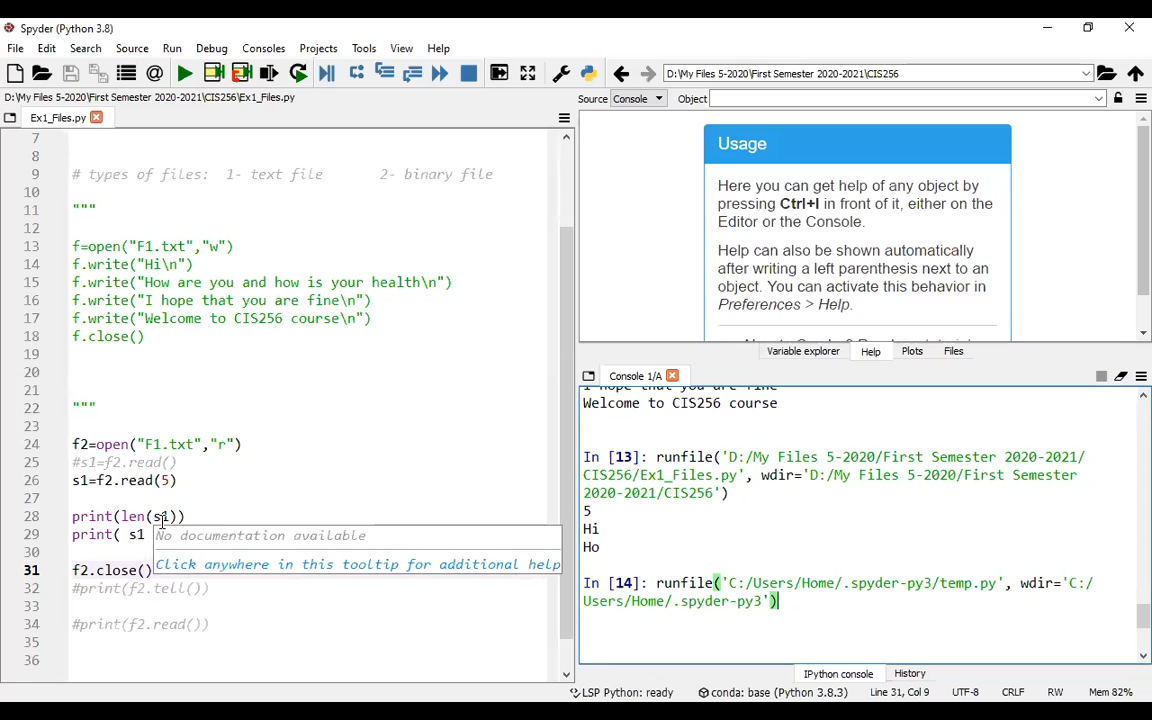 Spyder (Python 3.8)
File Edit Search Source Run Debug Consoles Projects Tools View Help
D:\My Files 5-2020\First Semester 2020-2021\CIS256
D:\My Files 5-2020\First Semester 2020-2021\CIS256\Ex1_Files.py
Source Console Object
Ex1_Files.py
7
8
9 # types of files: 1- text file 2- binary file
10
11 """
12
13 f=open("F1.txt","w")
14 f.write("Hi\n")
15 f.write("How are you and how is your health\n")
16 f.write("I hope that you are fine\n")
17 f.write("Welcome to CIS256 course\n")
18 f.close()
19
20
21
22 """
23
24 f2=open("F1.txt","r")
25 #s1=f2.read()
26 s1=f2.read(5)
27
28 print(len(s1))
29 print( s1
No documentation available
30
Click anywhere in this tooltip for additional help
31 f2.close()
32 #print(f2.tell())
33
34 #print(f2.read())
35
36
Usage
Here you can get help of any object by
pressing Ctrl+I in front of it, either on the
Editor or the Console.
Help can also be shown automatically
after writing a left parenthesis next to an
object. You can activate this behavior in
Preferences > Help.
Variable explorer Help Plots Files
Console 1/A
I hope that you are fine
Welcome to CIS256 course
In [13]: runfile('D:/My Files 5-2020/First Semester 2020-2021/
CIS256/Ex1_Files.py', wdir='D:/My Files 5-2020/First Semester
2020-2021/CIS256')
5
Hi
Ho
In [14]: runfile('C:/Users/Home/.spyder-py3/temp.py', wdir='C:/
Users/Home/.spyder-py3')
IPython console History
LSP Python: ready conda: base (Python 3.8.3) Line 31, Col 9 UTF-8 CRLF RW Mem 82%